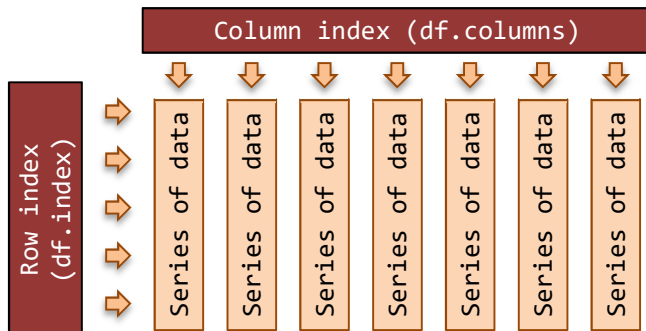 Column index (df.columns)
Row index
(df.index)
Series of data
Series of data
Series of data
Series of data
Series of data
Series of data
Series of data